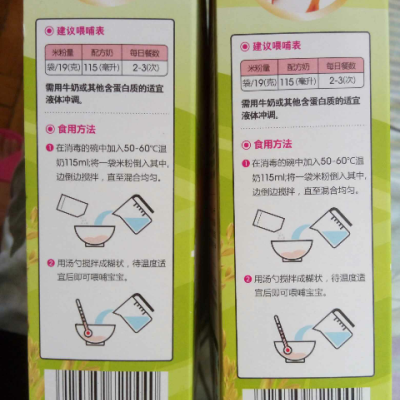 建议喂哺表
米粉量 配方奶 每日餐数
袋/19(克) 115(毫升) 2-3(次)
需用牛奶或其他含蛋白质的适宜
液体冲调。
食用方法
1 在消毒的碗中加入50-60℃温
奶115ml;将一袋米粉倒入其中,
边倒边搅拌，直至混合均匀。
2 用汤勺搅拌成糊状，待温度适
宜后即可喂哺宝宝。
建议喂哺表
米粉量 配方奶 每日餐数
袋/19(克) 115(毫升) 2-3(次)
需用牛奶或其他含蛋白质的适宜
液体冲调。
食用方法
1 在消毒的碗中加入50-60℃温
奶115ml;将一袋米粉倒入其中,
边倒边搅拌，直至混合均匀。
2 用汤勺搅拌成糊状，待温度适
宜后即可喂哺宝宝。